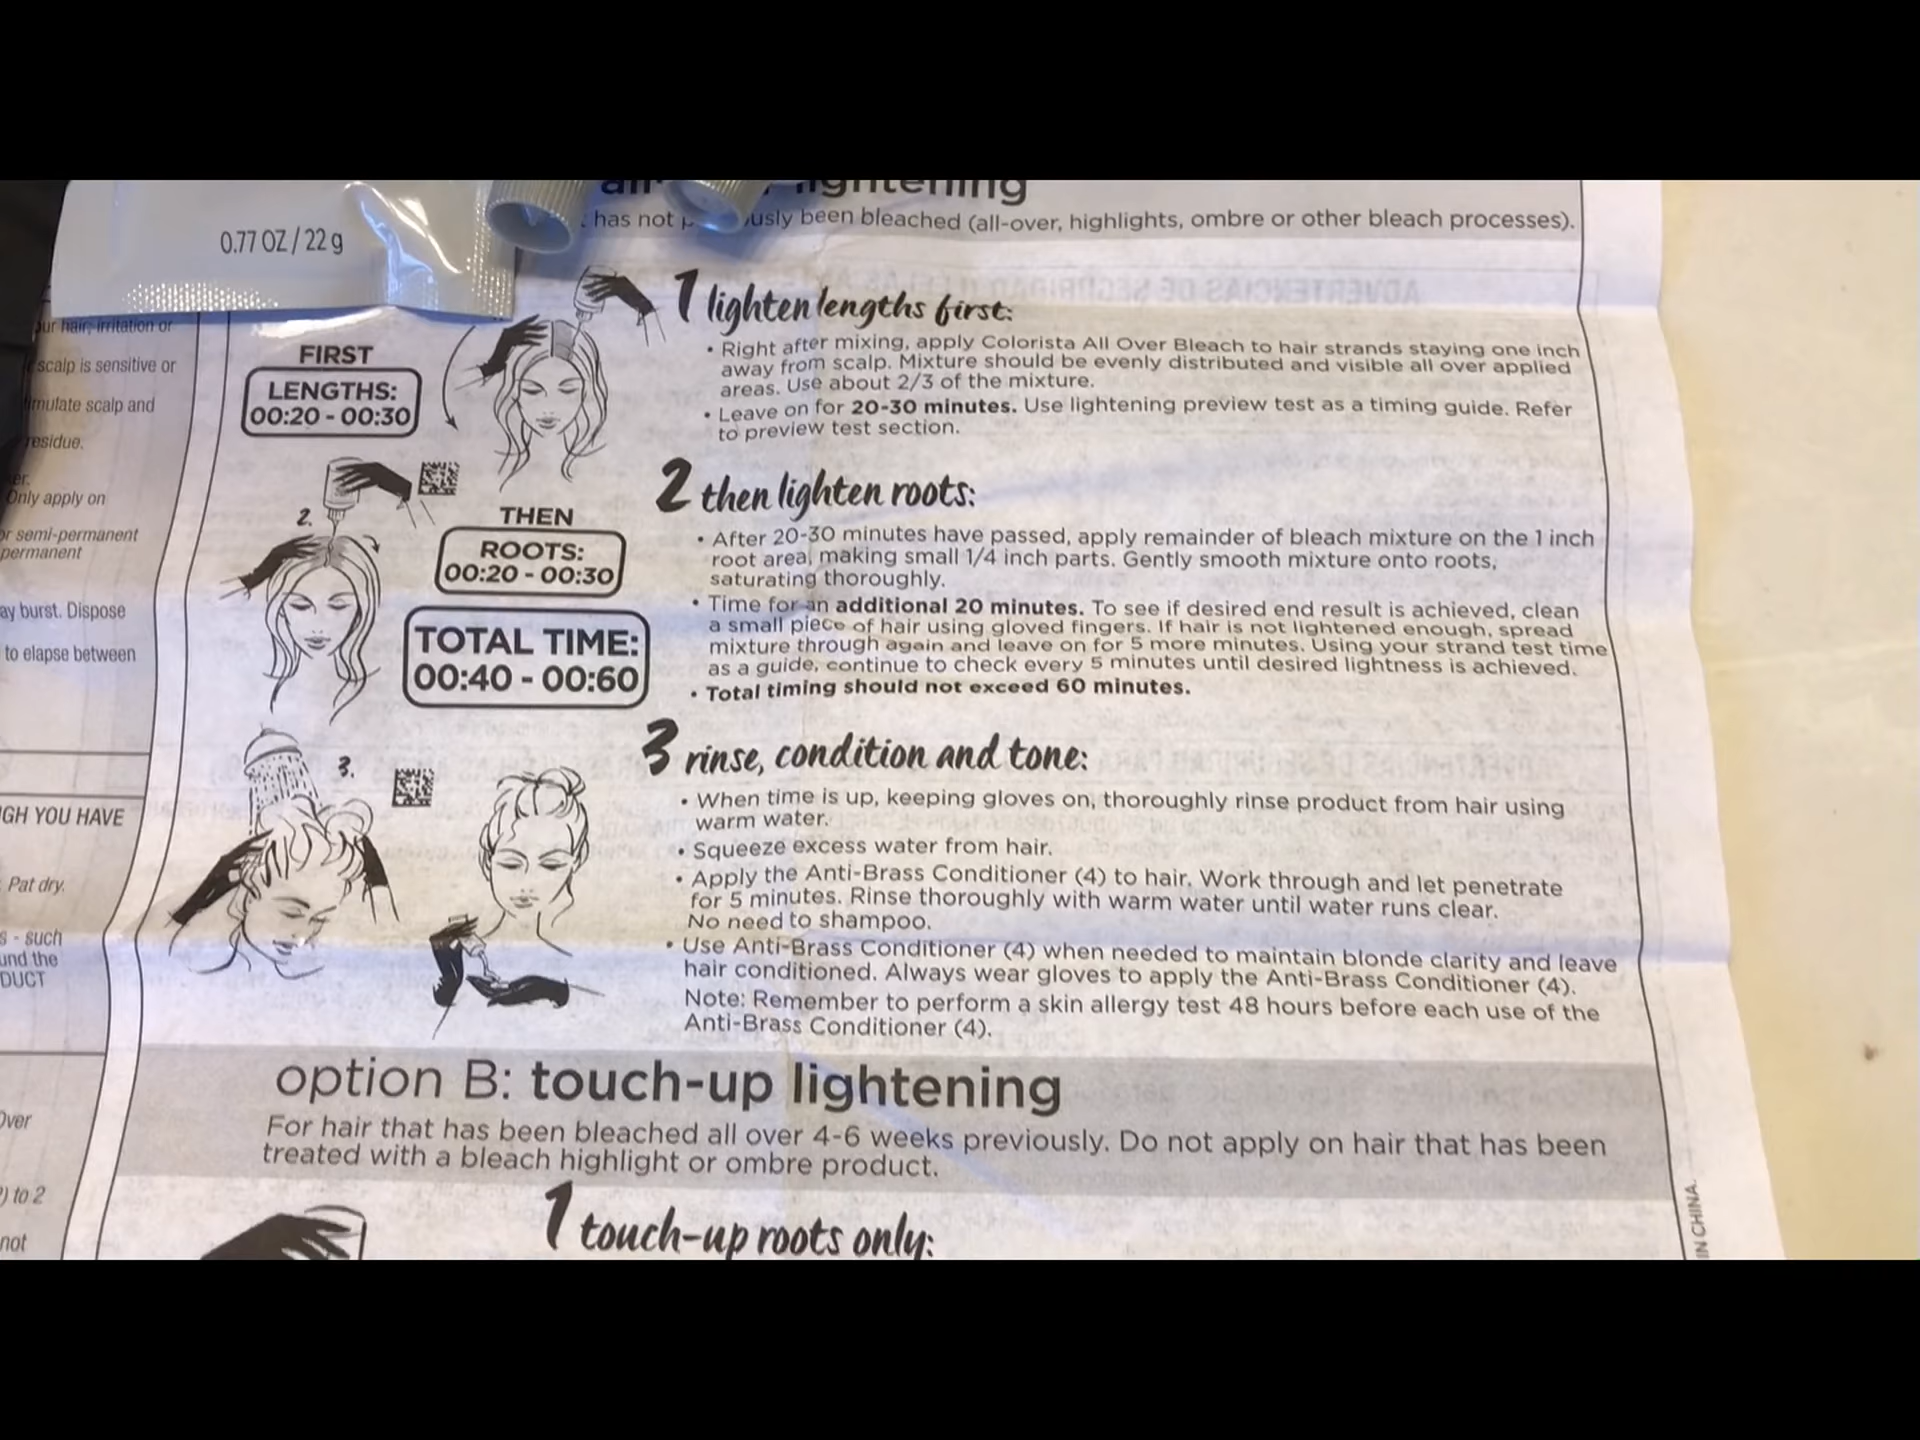 lightening
has not been bleached (all-over, highlights, ombre or other bleach processes).
0.77 OZ / 22 g
our hair, irritation or
scalp is sensitive or
imulate scalp and
residue.
er.
Only apply on
or semi-permanent
permanent
ay burst. Dispose
to elapse between
GH YOU HAVE
Pat dry.
s - such
und the
DUCT
Over
) to 2
not
FIRST
LENGTHS:
00:20 - 00:30
1 lighten lengths first:
• Right after mixing, apply Colorista All Over Bleach to hair strands staying one inch
away from scalp. Mixture should be evenly distributed and visible all over applied
areas. Use about 2/3 of the mixture.
• Leave on for 20-30 minutes. Use lightening preview test as a timing guide. Refer
to preview test section.
2.
THEN
ROOTS:
00:20 - 00:30
TOTAL TIME:
00:40 - 00:60
2 then lighten roots:
• After 20-30 minutes have passed, apply remainder of bleach mixture on the 1 inch
root area, making small 1/4 inch parts. Gently smooth mixture onto roots,
saturating thoroughly.
• Time for an additional 20 minutes. To see if desired end result is achieved, clean
a small piece of hair using gloved fingers. If hair is not lightened enough, spread
mixture through again and leave on for 5 more minutes. Using your strand test time
as a guide, continue to check every 5 minutes until desired lightness is achieved.
• Total timing should not exceed 60 minutes.
3.
3 rinse, condition and tone:
• When time is up, keeping gloves on, thoroughly rinse product from hair using
warm water.
• Squeeze excess water from hair.
• Apply the Anti-Brass Conditioner (4) to hair. Work through and let penetrate
for 5 minutes. Rinse thoroughly with warm water until water runs clear.
No need to shampoo.
• Use Anti-Brass Conditioner (4) when needed to maintain blonde clarity and leave
hair conditioned. Always wear gloves to apply the Anti-Brass Conditioner (4).
Note: Remember to perform a skin allergy test 48 hours before each use of the
Anti-Brass Conditioner (4).
option B: touch-up lightening
For hair that has been bleached all over 4-6 weeks previously. Do not apply on hair that has been
treated with a bleach highlight or ombre product.
1 touch-up roots only:
IN CHINA.